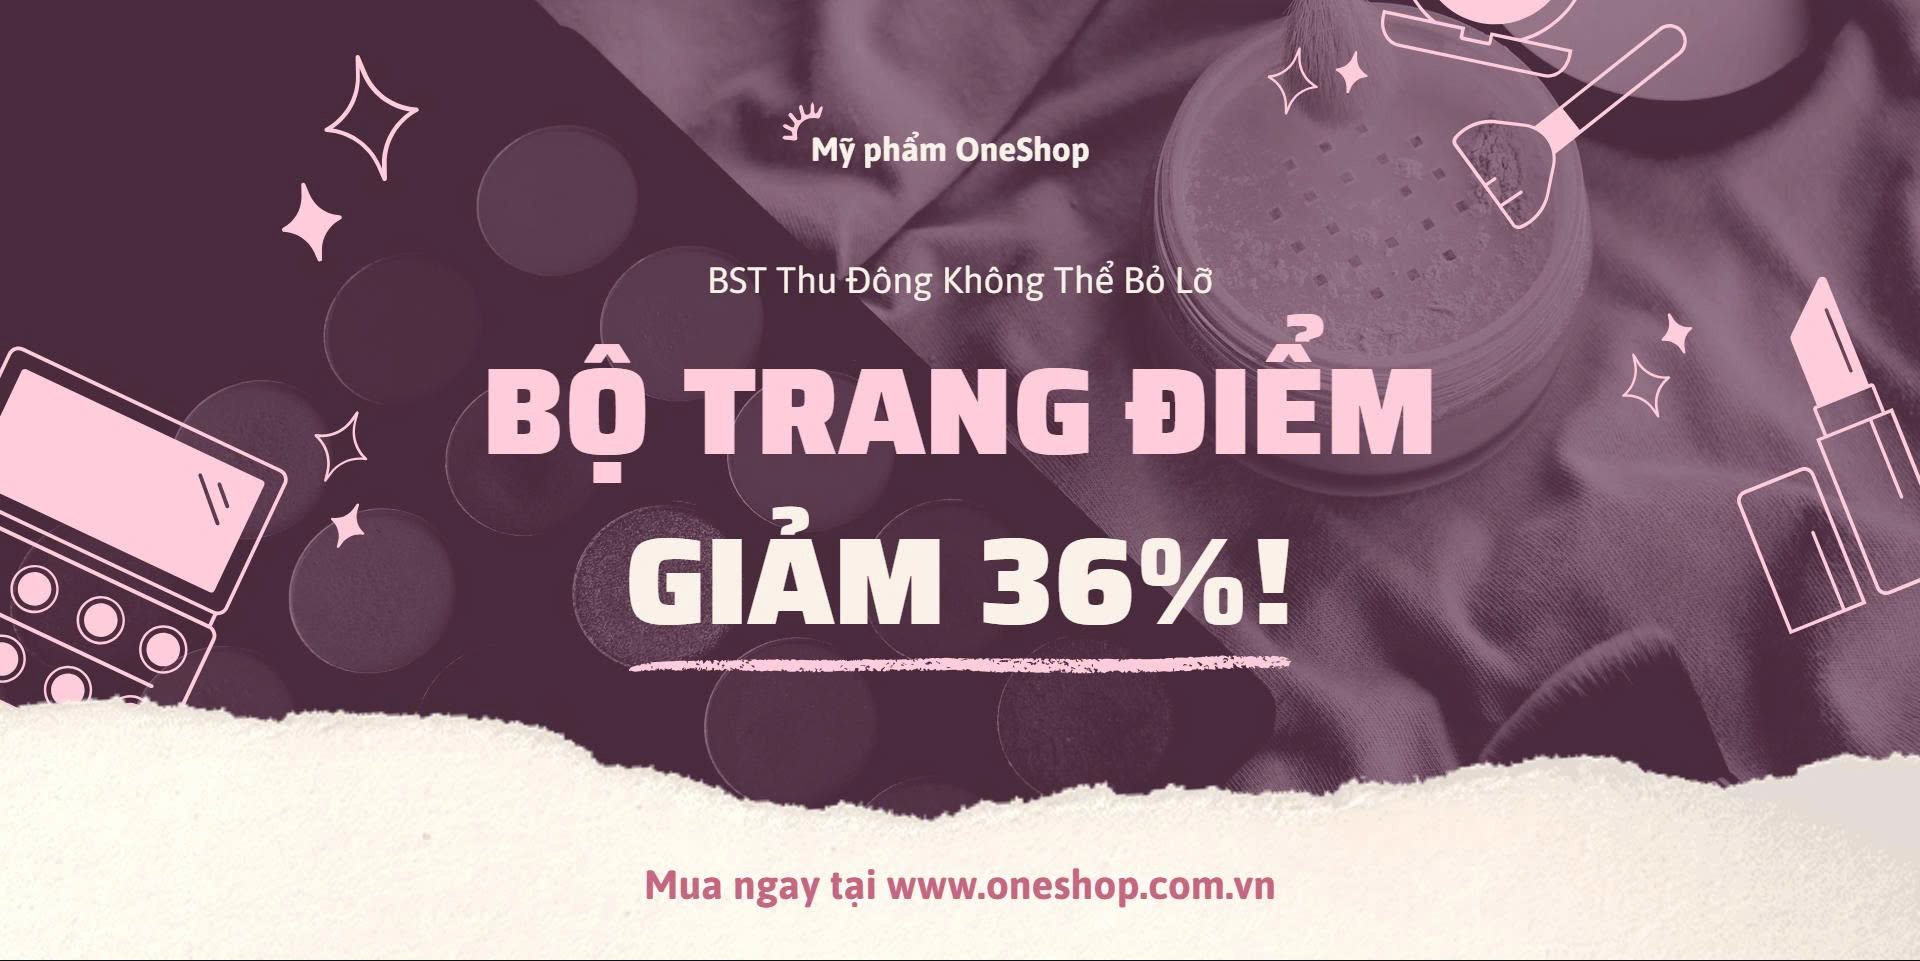 Mỹ phẩm OneShop
BST Thu Đông Không Thể Bỏ Lỡ
BỘ TRANG ĐIỂM
GIẢM 36%!
Mua ngay tại www.oneshop.com.vn